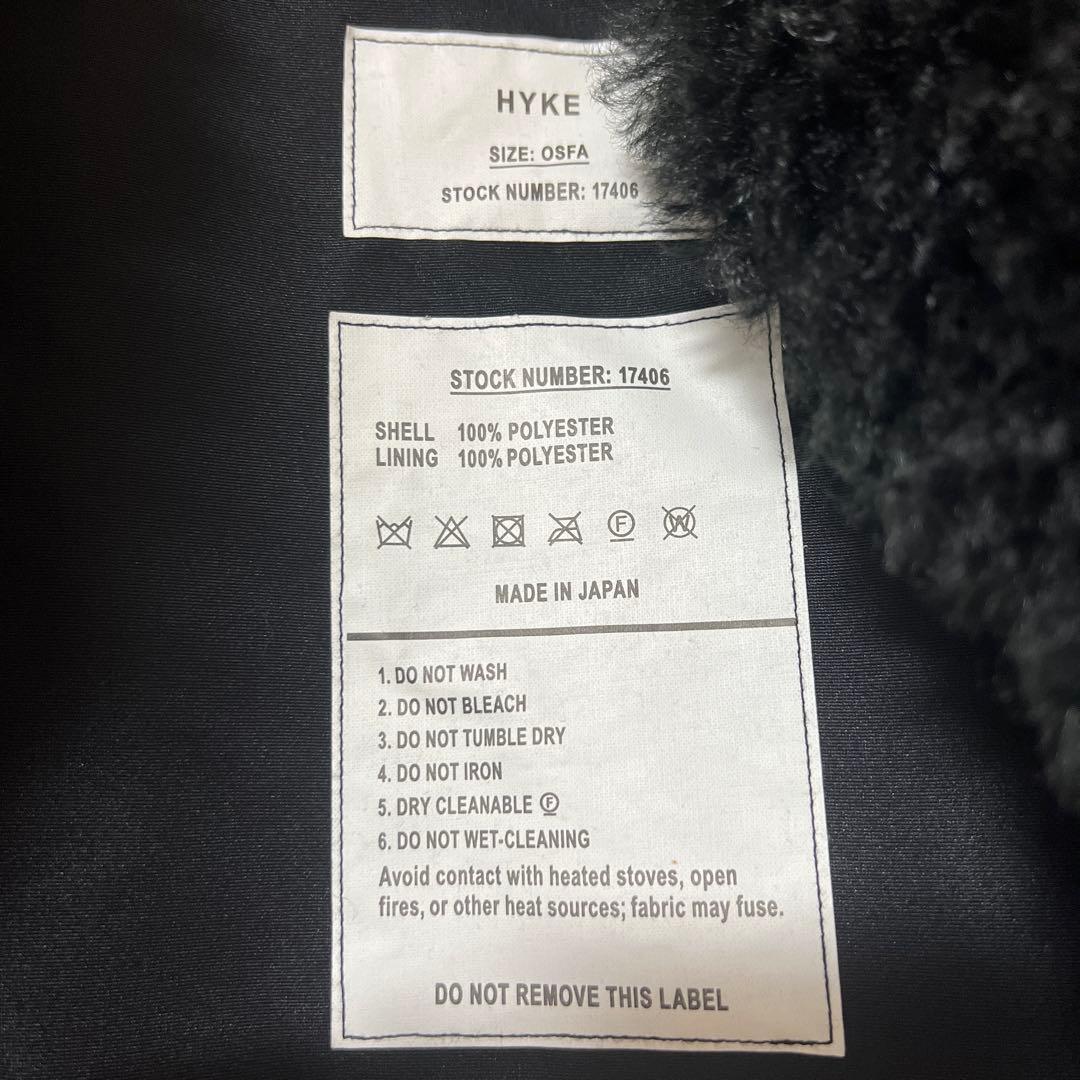 HYKE
SIZE: OSFA
STOCK NUMBER: 17406
STOCK NUMBER: 17406
SHELL 100% POLYESTER
LINING 100% POLYESTER
F W
MADE IN JAPAN
1. DO NOT WASH
2. DO NOT BLEACH
3. DO NOT TUMBLE DRY
4. DO NOT IRON
5. DRY CLEANABLE Ⓕ
6. DO NOT WET-CLEANING
Avoid contact with heated stoves, open
fires, or other heat sources; fabric may fuse.
DO NOT REMOVE THIS LABEL